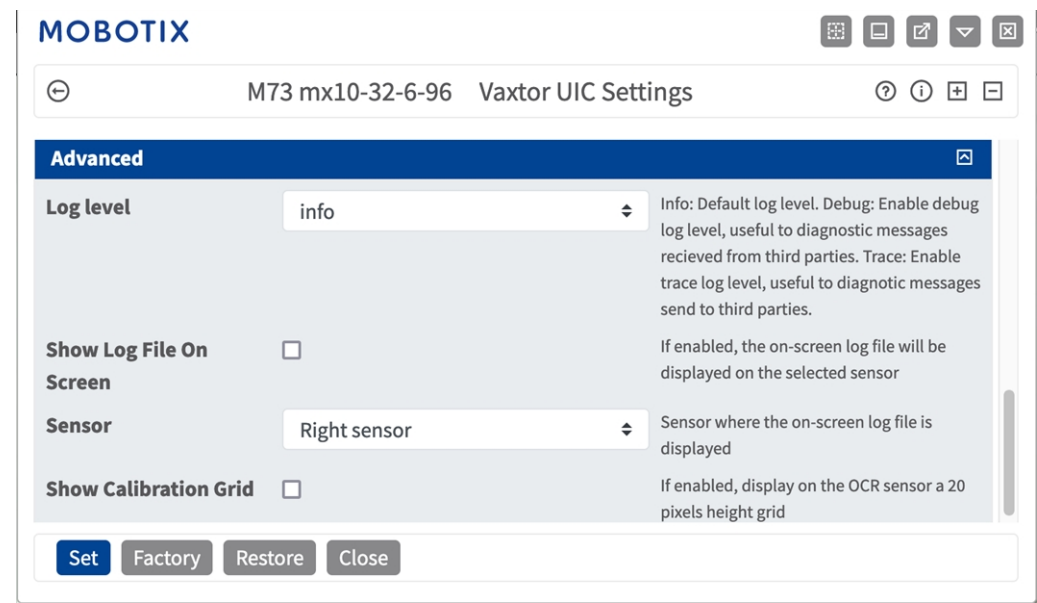 MOBOTIX
M73 mx10-32-6-96 Vaxtor UIC Settings
Advanced
Log level
info
Info: Default log level. Debug: Enable debug
log level, useful to diagnostic messages
recieved from third parties. Trace: Enable
trace log level, useful to diagnotic messages
send to third parties.
Show Log File On
Screen
If enabled, the on-screen log file will be
displayed on the selected sensor
Sensor
Right sensor
Sensor where the on-screen log file is
displayed
Show Calibration Grid
If enabled, display on the OCR sensor a 20
pixels height grid
Set Factory Restore Close